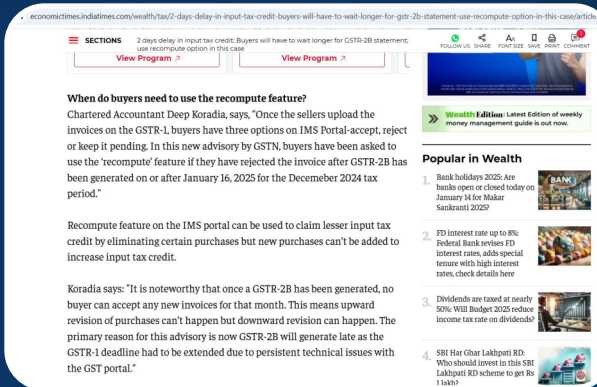 economictimes.indiatimes.com/wealth/tax/2-days-delay-in-input-tax-credit-buyers-will-have-to-wait-longer-for-gstr-2b-statement-use-recompute-option-in-this-case/article
SECTIONS
2 days delay in input tax credit: Buyers will have to wait longer for GSTR-2B statement;
use recompute option in this case
FOLLOW US SHARE FONT SIZE SAVE PRINT COMMENT
View Program
View Program
When do buyers need to use the recompute feature?
Chartered Accountant Deep Koradia, says, "Once the sellers upload the
invoices on the GSTR-1, buyers have three options on IMS Portal-accept, reject
or keep it pending. In this new advisory by GSTN, buyers have been asked to
use the 'recompute' feature if they have rejected the invoice after GSTR-2B has
been generated on or after January 16, 2025 for the Decemeber 2024 tax
period."
Recompute feature on the IMS portal can be used to claim lesser input tax
credit by eliminating certain purchases but new purchases can't be added to
increase input tax credit.
Koradia says: "It is noteworthy that once a GSTR-2B has been generated, no
buyer can accept any new invoices for that month. This means upward
revision of purchases can't happen but downward revision can happen. The
primary reason for this advisory is now GSTR-2B will generate late as the
GSTR-1 deadline had to be extended due to persistent technical issues with
the GST portal."
Wealth Edition: Latest Edition of weekly
money management guide is out now.
Popular in Wealth
1. Bank holidays 2025: Are
banks open or closed today on
January 14 for Makar
Sankranti 2025?
BANK
2. FD interest rate up to 8%:
Federal Bank revises FD
interest rates, adds special
tenure with high interest
rates, check details here
3. Dividends are taxed at nearly
50%: Will Budget 2025 reduce
income tax rate on dividends?
4. SBI Har Ghar Lakhpati RD:
Who should invest in this SBI
Lakhpati RD scheme to get Rs
1 lakh?